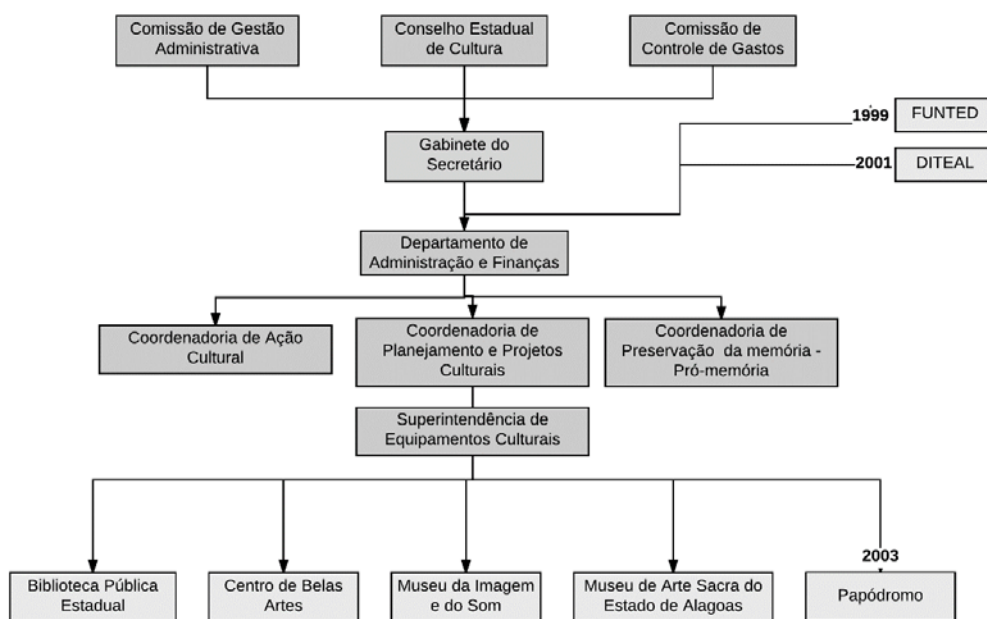 Comissão de Gestão
Administrativa
Conselho Estadual
de Cultura
Comissão de
Controle de Gastos
1999
FUNTED
Gabinete do
Secretário
2001
DITEAL
Departamento de
Administração e Finanças
Coordenadoria de Ação
Cultural
Coordenadoria de
Planejamento e Projetos
Culturais
Coordenadoria de
Preservação da memória -
Pró-memória
Superintendência de
Equipamentos Culturais
2003
Biblioteca Pública
Estadual
Centro de Belas
Artes
Museu da Imagem
e do Som
Museu de Arte Sacra do
Estado de Alagoas
Papódromo